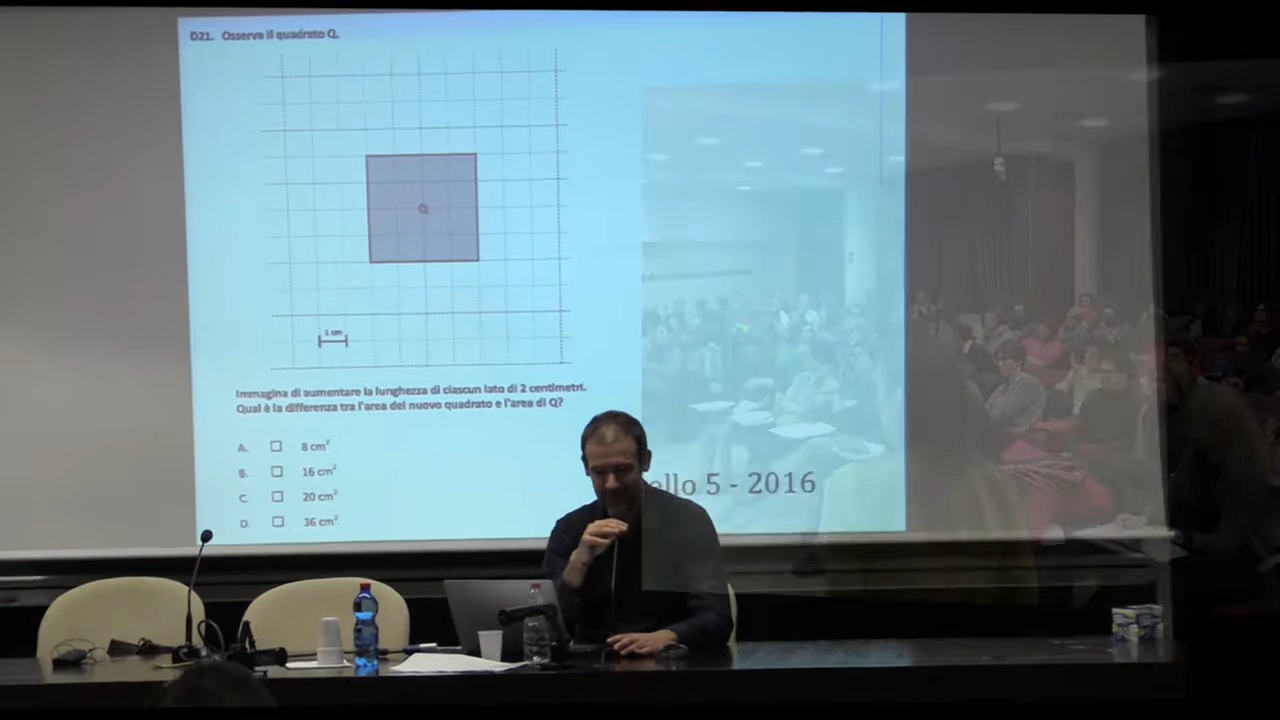 D21. Osserva il quadrato Q.
Q
1 cm
Immagina di aumentare la lunghezza di ciascun lato di 2 centimetri.
Qual è la differenza tra l'area del nuovo quadrato e l'area di Q?
A. 8 cm²
B. 16 cm²
C. 20 cm²
D. 36 cm²
5 - 2016